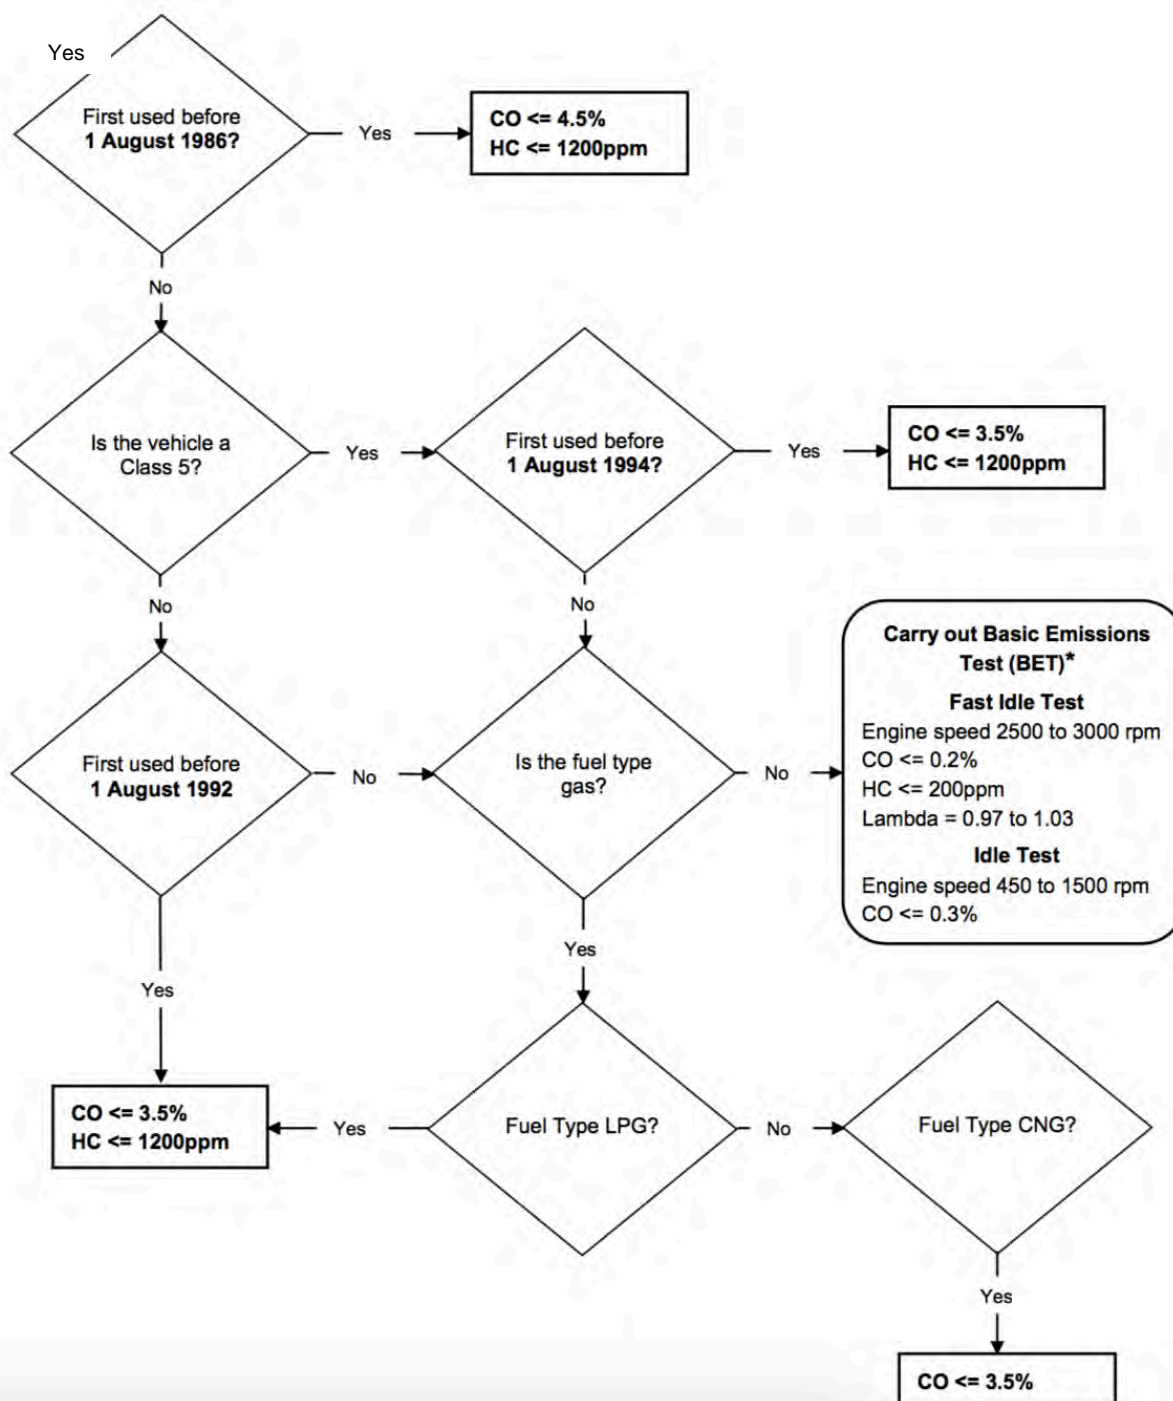 Yes
First used before
1 August 1986?
Yes
CO <= 4.5%
HC <= 1200ppm
No
Is the vehicle a
Class 5?
Yes
First used before
1 August 1994?
Yes
CO <= 3.5%
HC <= 1200ppm
No
No
First used before
1 August 1992
No
Is the fuel type
gas?
No
Carry out Basic Emissions
Test (BET)*
Fast Idle Test
Engine speed 2500 to 3000 rpm
CO <= 0.2%
HC <= 200ppm
Lambda = 0.97 to 1.03
Idle Test
Engine speed 450 to 1500 rpm
CO <= 0.3%
Yes
Yes
CO <= 3.5%
HC <= 1200ppm
Yes
Fuel Type LPG?
No
Fuel Type CNG?
Yes
CO <= 3.5%